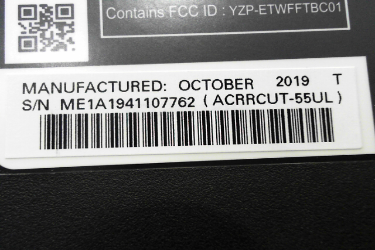 Contains FCC ID : YZP-ETWFFTBC01
MANUFACTURED: OCTOBER 2019 T
S/N ME1A1941107762 ( ACRRCUT-55UL )